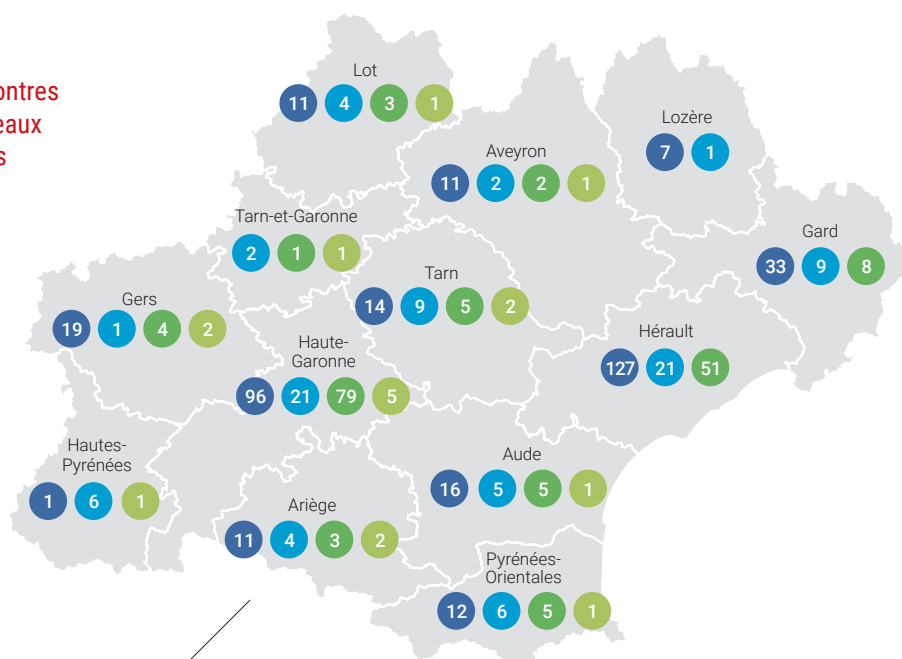 ontres
eaux
s
Lot
11 4 3 1
Lozère
7 1
Aveyron
11 2 2 1
Tarn-et-Garonne
2 1 1
Gard
33 9 8
Tarn
14 9 5 2
Gers
19 1 4 2
Hérault
127 21 51
Haute-
Garonne
96 21 79 5
Hautes-
Pyrénées
1 6 1
Aude
16 5 5 1
Ariège
11 4 3 2
Pyrénées-
Orientales
12 6 5 1